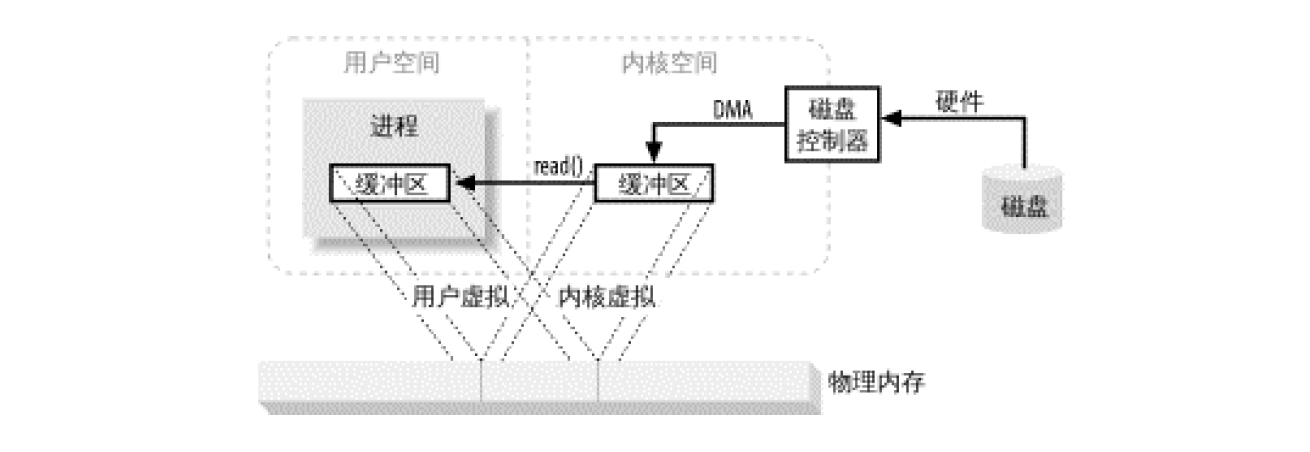 用户空间
内核空间
进程
DMA
磁盘
控制器
硬件
缓冲区
read()
缓冲区
磁盘
用户虚拟
内核虚拟
物理内存